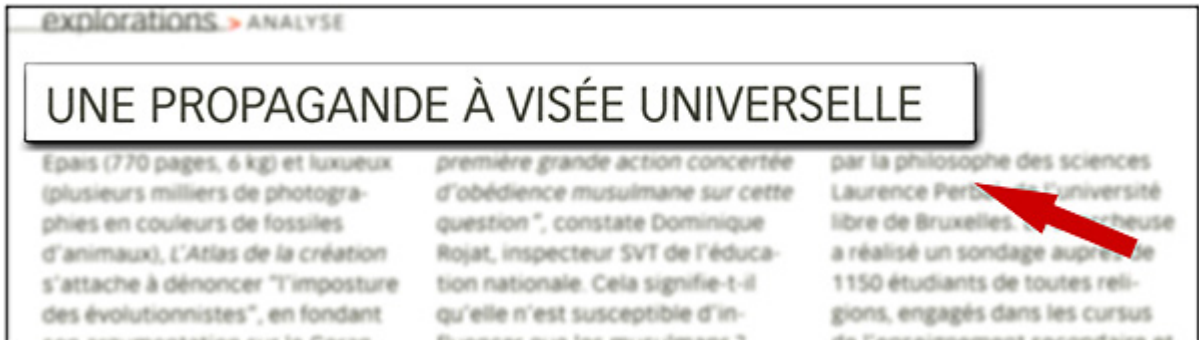 explorations > ANALYSE
UNE PROPAGANDE À VISÉE UNIVERSELLE
Epais (770 pages, 6 kg) et luxueux
(plusieurs milliers de photogra-
phies en couleurs de fossiles
d'animaux), L'Atlas de la création
s'attache à dénoncer "l'imposture
des évolutionnistes", en fondant
première grande action concertée
d'obédience musulmane sur cette
question", constate Dominique
Rojat, inspecteur SVT de l'éduca-
tion nationale. Cela signifie-t-il
qu'elle n'est susceptible d'in-
par la philosophe des sciences
Laurence de l'université
libre de Bruxelles.
a réalisé un sondage auprès de
1150 étudiants de toutes reli-
gions, engagés dans les cursus